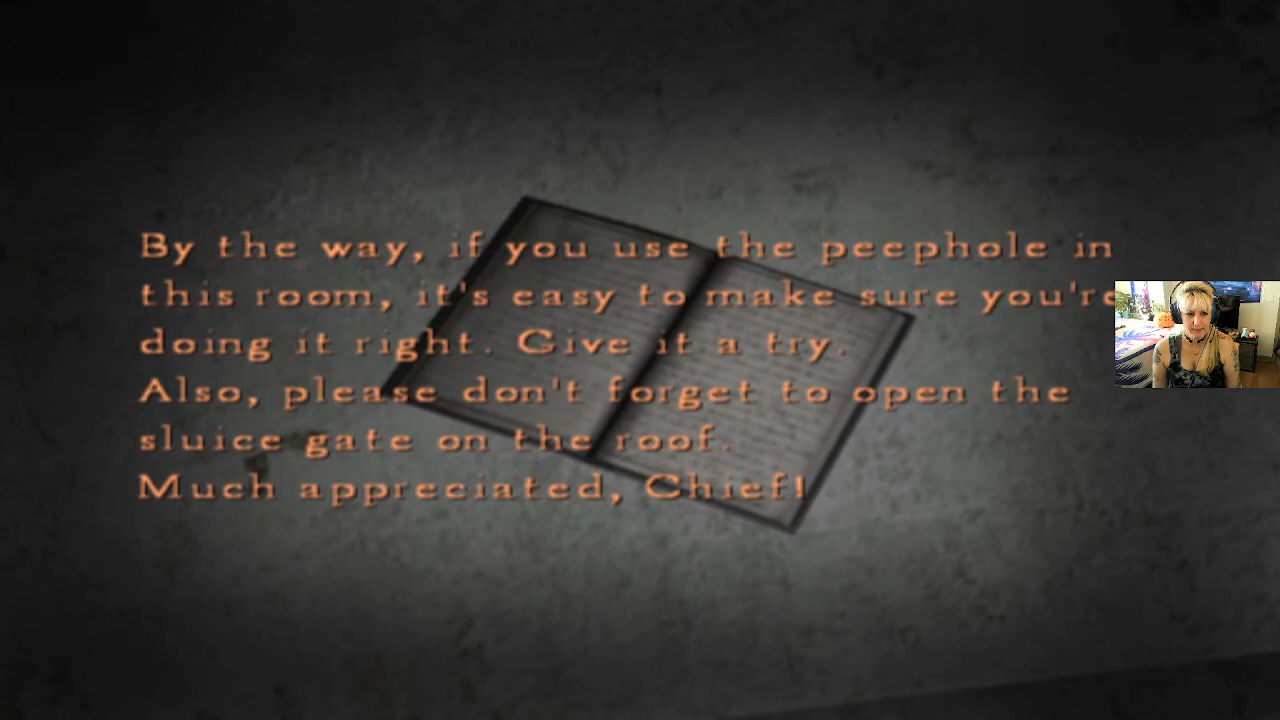 By the way, if you use the peephole in
this room, it's easy to make sure you're
doing it right. Give it a try.
Also, please don't forget to open the
sluice gate on the roof.
Much appreciated, Chief!